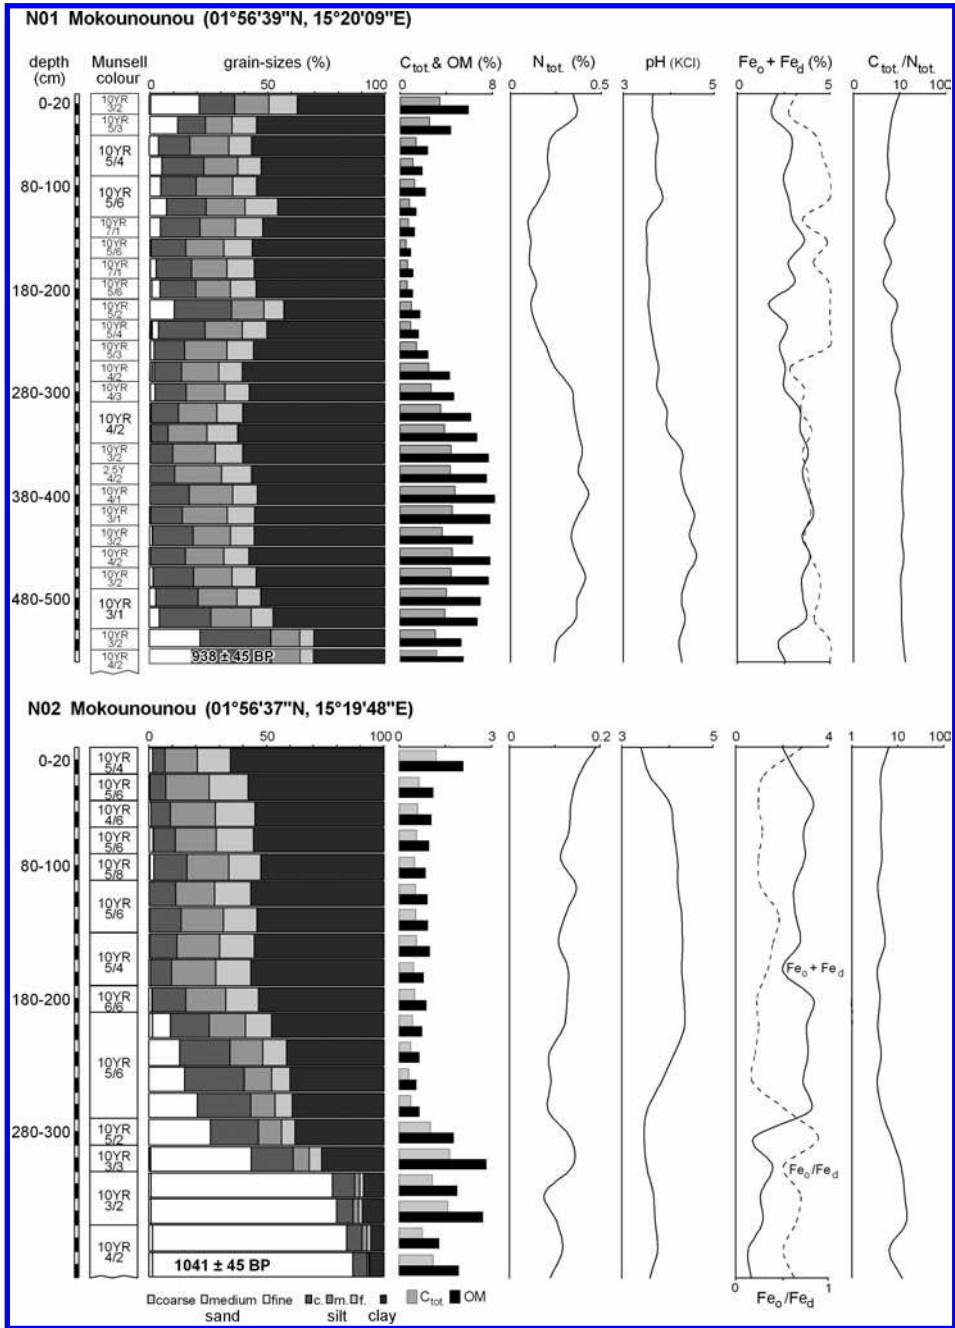 N01 Mokounounou (01°56'39"N, 15°20'09"E)
depth (cm) Munsell colour grain-sizes (%) Ctot. & OM (%) Ntot. (%) pH (KCl) Feo + Fed (%) Ctot./Ntot.
0 50 100 0 8 0 0.5 3 5 0 5 0 10 100
0-20 10YR 3/2
10YR 5/3
10YR 5/4
80-100 10YR 5/6
10YR 7/1
10YR 5/6
10YR 7/1
180-200 10YR 5/6
10YR 5/2
10YR 5/4
10YR 5/3
10YR 4/2
280-300 10YR 4/3
10YR 4/2
10YR 3/2
2.5Y 4/2
380-400 10YR 4/1
10YR 3/1
10YR 3/2
10YR 4/2
10YR 3/2
480-500 10YR 3/1
10YR 3/2
10YR 4/2 938 ± 45 BP
N02 Mokounounou (01°56'37"N, 15°19'48"E)
0 50 100 0 3 0 0.2 3 5 0 4 1 10 100
0-20 10YR 5/4
10YR 5/6
10YR 4/6
10YR 5/6
80-100 10YR 5/8
10YR 5/6
10YR 5/4
Feo + Fed
180-200 10YR 6/6
10YR 5/6
280-300 10YR 5/2
10YR 3/3
Feo/Fed
10YR 3/2
10YR 4/2
1041 ± 45 BP
0 1
Feo/Fed
coarse medium fine c. m. f. Ctot. OM
sand silt clay